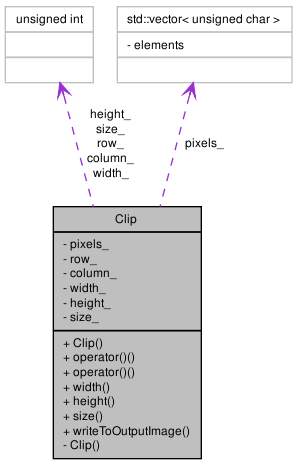 unsigned int
std::vector< unsigned char >
- elements
height_
size_
row_
column_
width_
pixels_
Clip
- pixels_
- row_
- column_
- width_
- height_
- size_
+ Clip()
+ operator()()
+ operator()()
+ width()
+ height()
+ size()
+ writeToOutputImage()
- Clip()